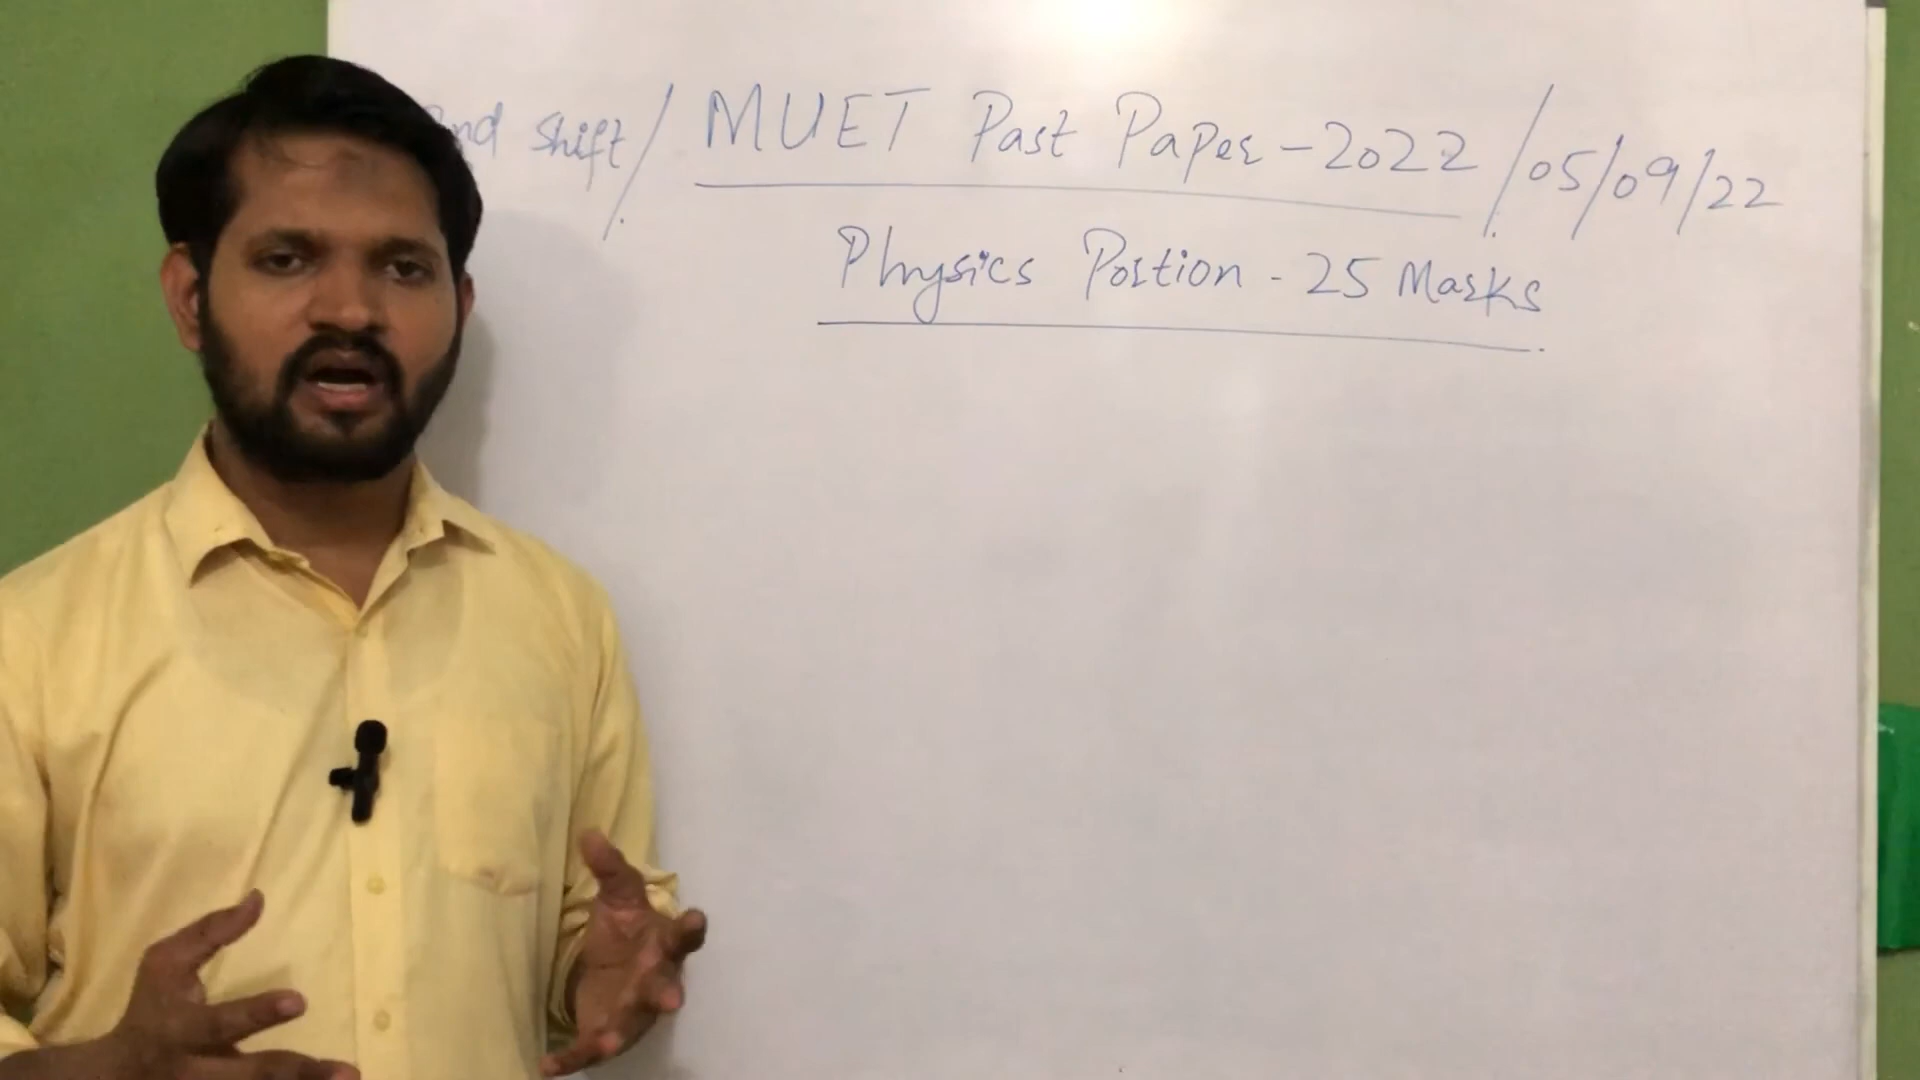 2nd Shift / MUET Past Paper - 2022 / 05/09/22
Physics Portion - 25 Marks